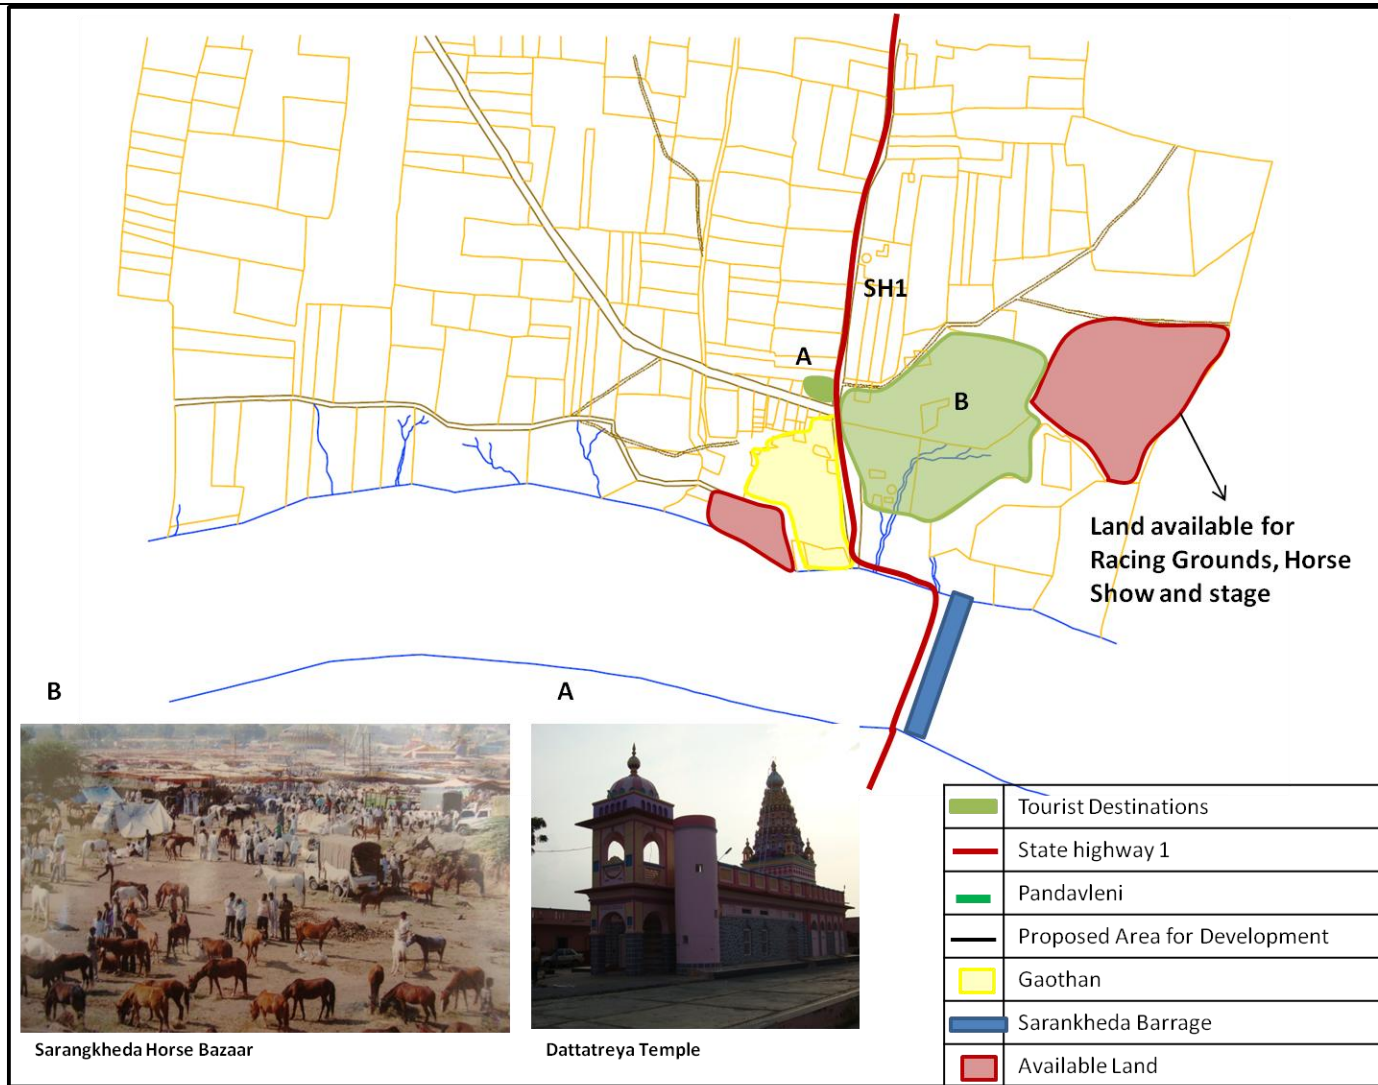 SH1
A
B
Land available for
Racing Grounds, Horse
Show and stage
B
A
Sarangkheda Horse Bazaar
Dattatreya Temple
Tourist Destinations
State highway 1
Pandavleni
Proposed Area for Development
Gaothan
Sarankheda Barrage
Available Land